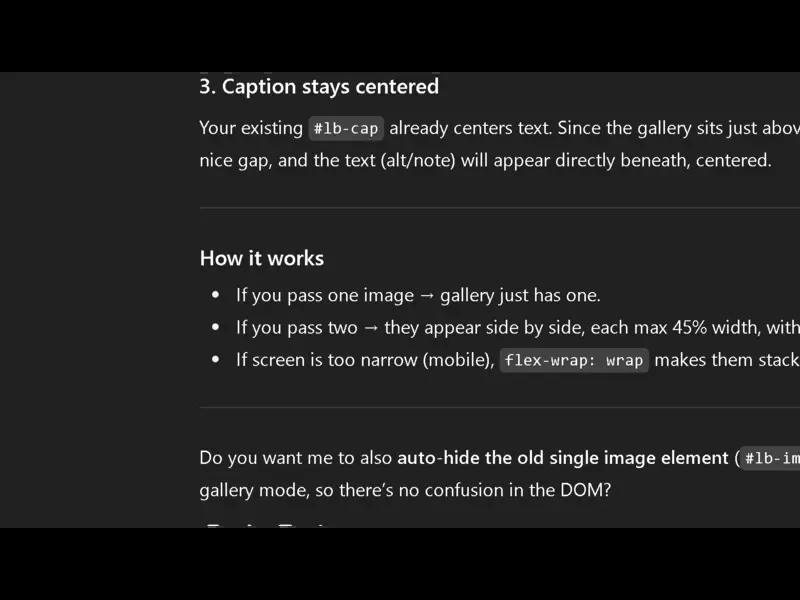 3. Caption stays centered
Your existing #lb-cap already centers text. Since the gallery sits just
nice gap, and the text (alt/note) will appear directly beneath, centered.
How it works
• If you pass one image → gallery just has one.
• If you pass two → they appear side by side, each max 45% width, with
• If screen is too narrow (mobile), flex-wrap: wrap makes them stack
Do you want me to also auto-hide the old single image element (
gallery mode, so there’s no confusion in the DOM?